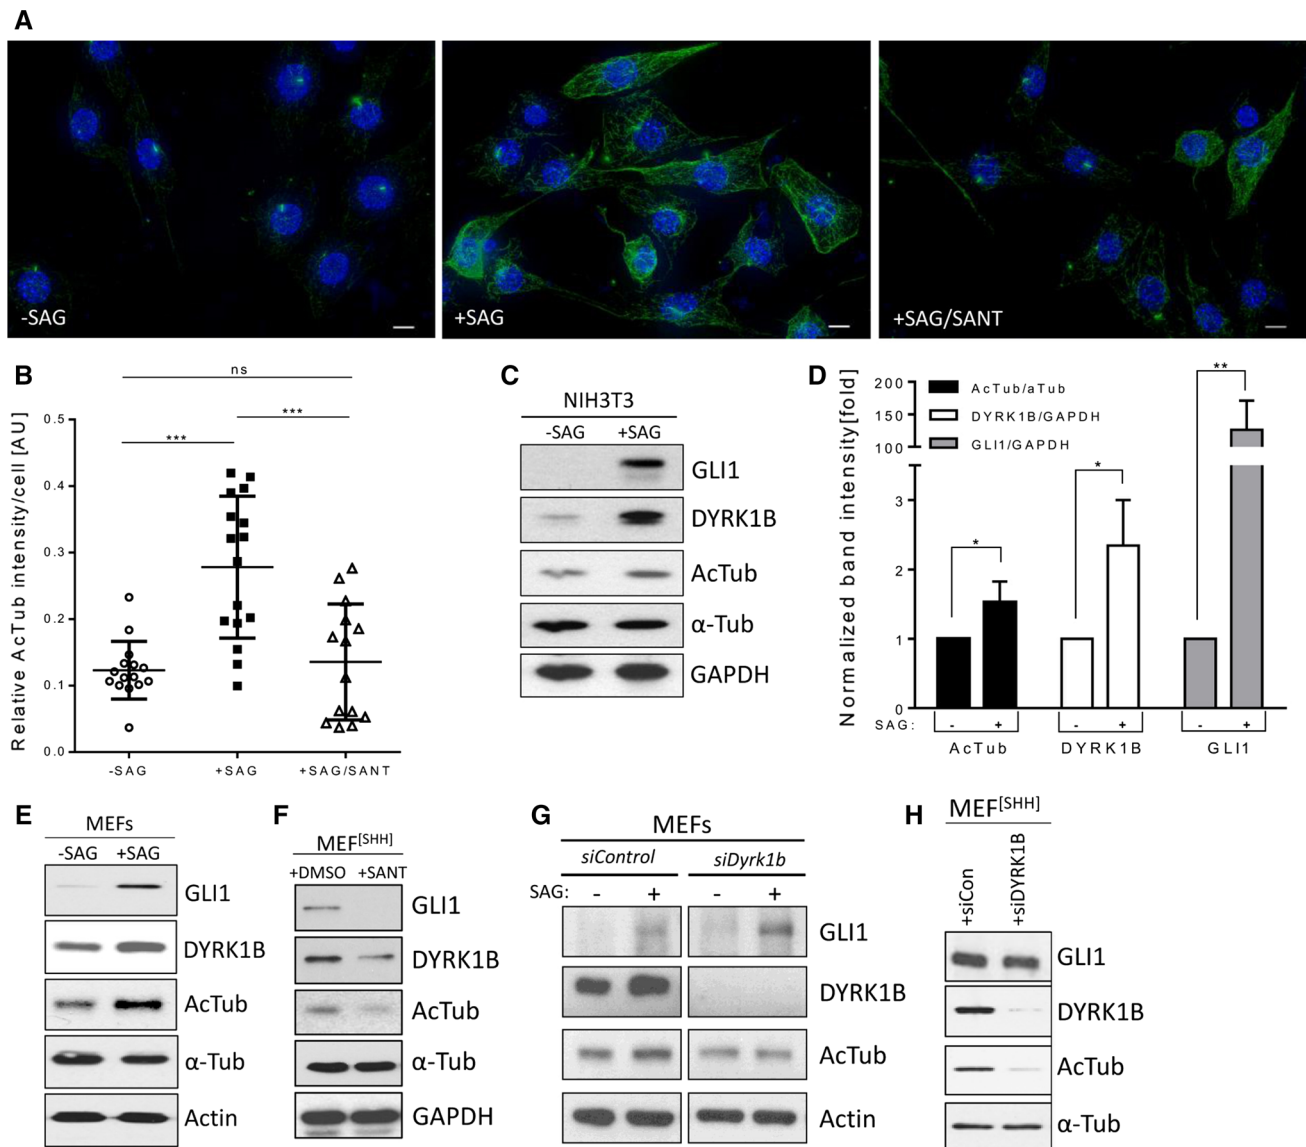 A
-SAG
+SAG
+SAG/SANT
B
ns
***
***
Relative AcTub intensity/cell [AU]
0.5
0.4
0.3
0.2
0.1
0.0
-SAG
+SAG
+SAG/SANT
C
NIH3T3
-SAG +SAG
GLI1
DYRK1B
AcTub
α-Tub
GAPDH
D
Normalized band intensity[fold]
200
150
100
3
2
1
0
AcTub/aTub
DYRK1B/GAPDH
GLI1/GAPDH
*
*
**
SAG: - + - + - +
AcTub DYRK1B GLI1
E
MEFs
-SAG +SAG
GLI1
DYRK1B
AcTub
α-Tub
Actin
F
MEF[SHH]
+DMSO +SANT
GLI1
DYRK1B
AcTub
α-Tub
GAPDH
G
MEFs
siControl siDyrk1b
SAG: - + - +
GLI1
DYRK1B
AcTub
Actin
H
MEF[SHH]
+siCon
+siDYRK1B
GLI1
DYRK1B
AcTub
α-Tub